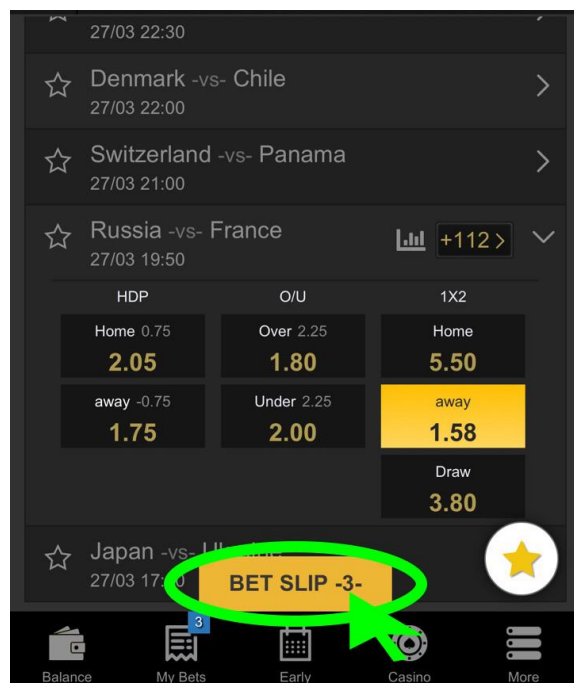 27/03 22:30
Denmark -vs- Chile
27/03 22:00
Switzerland -vs- Panama
27/03 21:00
Russia -vs- France
+112 >
27/03 19:50
HDP O/U 1X2
Home 0.75 Over 2.25 Home
2.05 1.80 5.50
away -0.75 Under 2.25 away
1.75 2.00 1.58
Draw
3.80
Japan -vs-
27/03
BET SLIP -3-
3
Balance My Bets Early Casino More